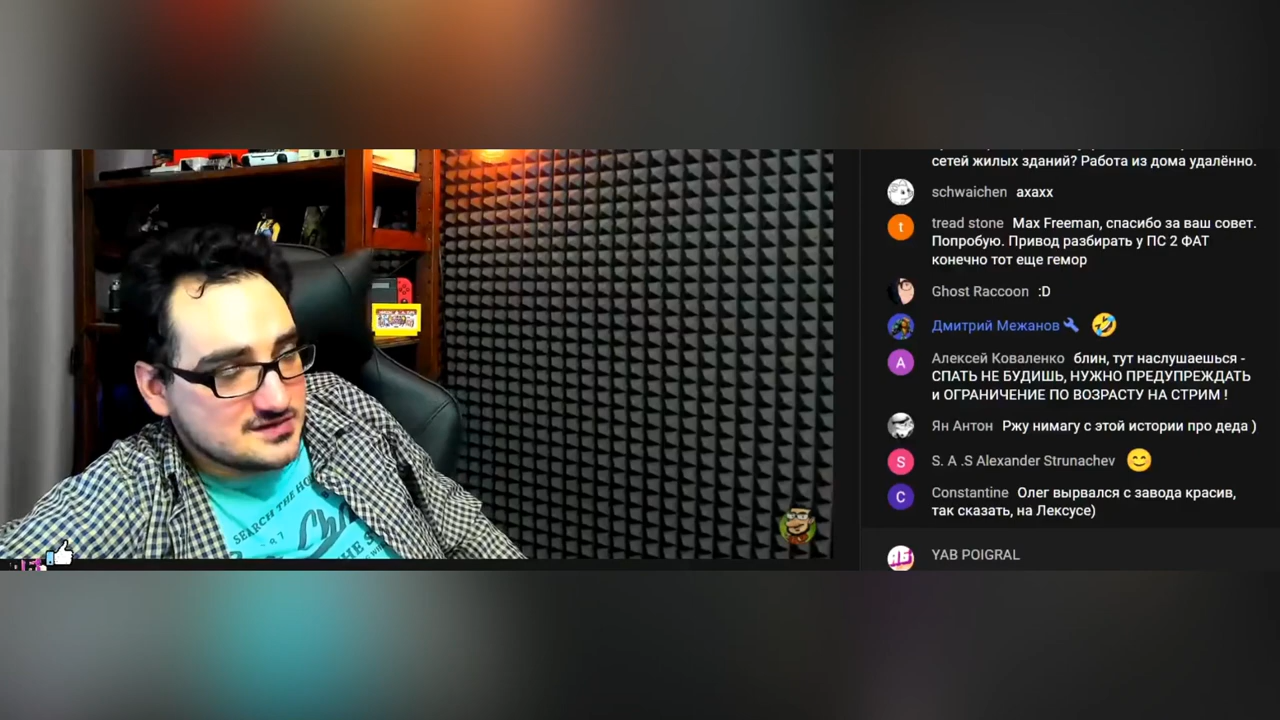 сетей жилых зданий? Работа из дома удалённо.
schwaichen ахахх
tread stone Max Freeman, спасибо за ваш совет.
Попробую. Привод разбирать у ПС 2 ФАТ
конечно тот еще гемор
Ghost Raccoon :D
Дмитрий Межанов 🔧 🤣
A Алексей Коваленко блин, тут наслушаешься -
СПАТЬ НЕ БУДИШЬ, НУЖНО ПРЕДУПРЕЖДАТЬ
и ОГРАНИЧЕНИЕ ПО ВОЗРАСТУ НА СТРИМ !
Ян Антон Ржу нимагу с этой истории про деда )
S S. A .S Alexander Strunachev 😊
C Constantine Олег вырвался с завода красив,
так сказать, на Лексусе)
YAB POIGRAL
SEARCH THE